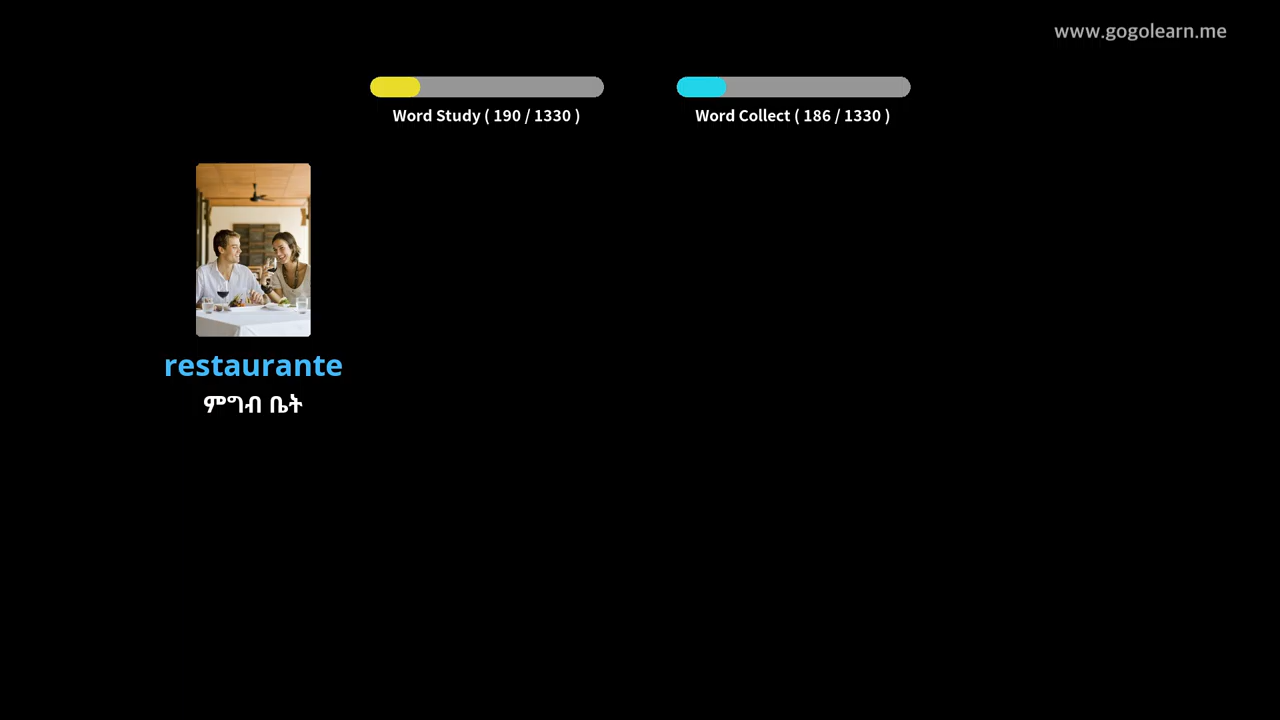 www.gogolearn.me
Word Study ( 190 / 1330 )
Word Collect ( 186 / 1330 )
restaurante
ምግብ ቤት